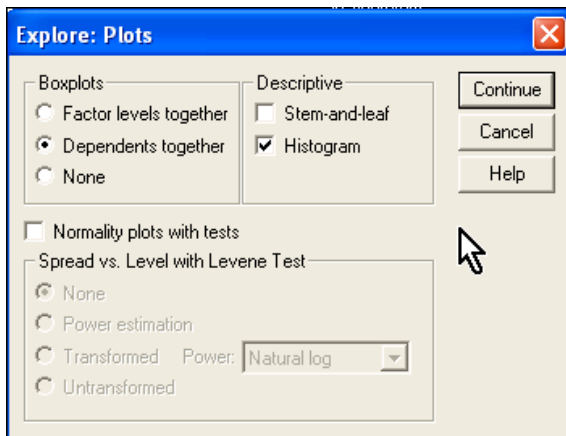 Explore: Plots
Boxplots
Factor levels together
Dependents together
None
Descriptive
Stem-and-leaf
Histogram
Continue
Cancel
Help
Normality plots with tests
Spread vs. Level with Levene Test
None
Power estimation
Transformed Power: Natural log
Untransformed